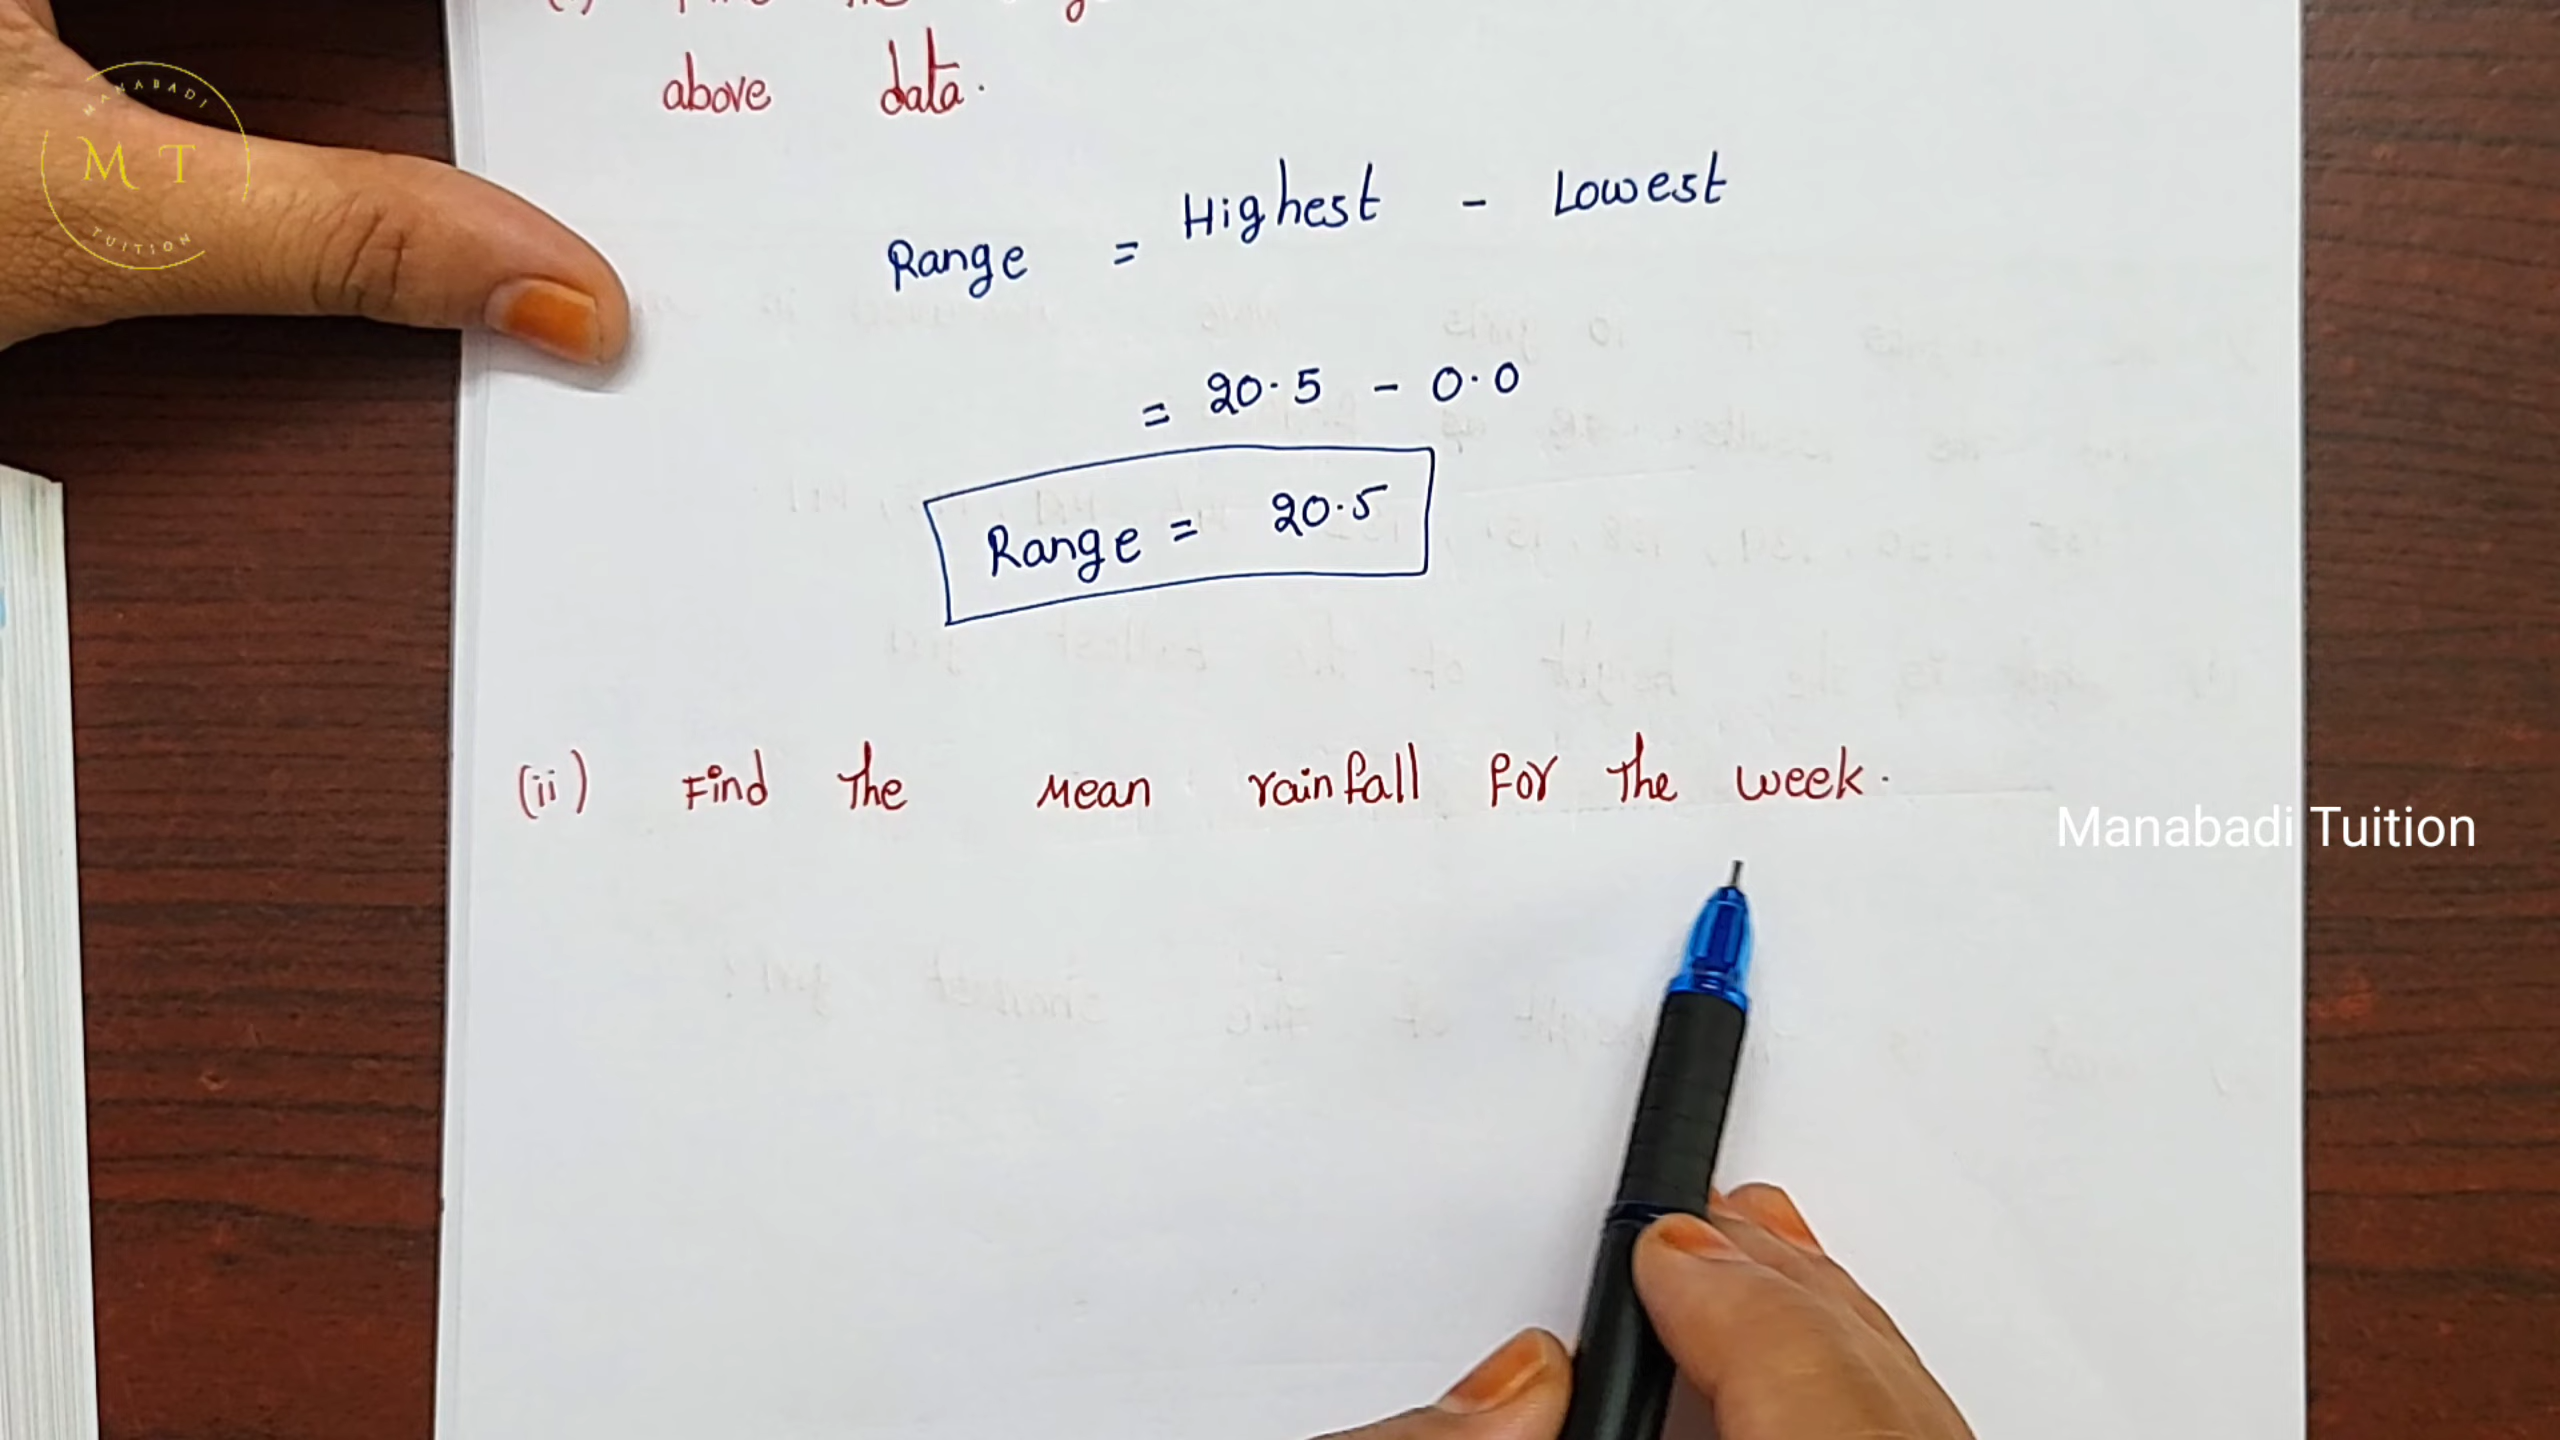 above data.
Range = Highest - Lowest
= 20.5 - 0.0
Range = 20.5
(ii) Find the Mean rainfall for the week.
MANABADI
M T
TUITION
Manabadi Tuition